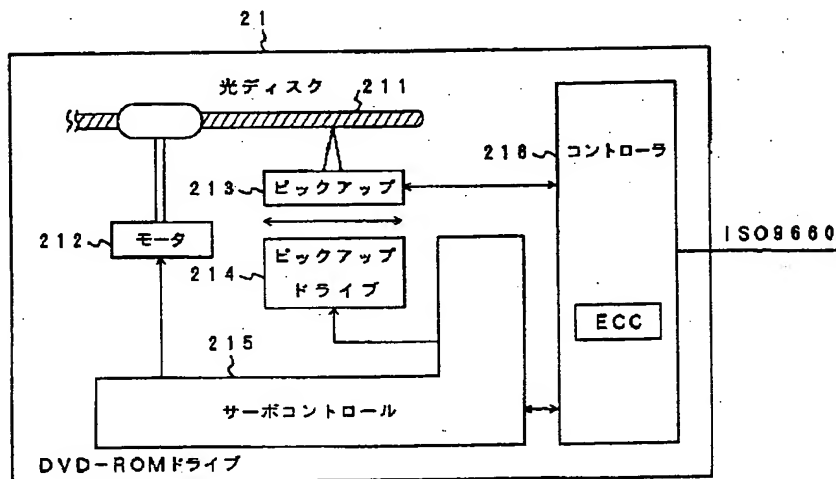 21
光ディスク
211
216
コントローラ
213
ピックアップ
212
モータ
ISO9660
214
ピックアップ
ドライブ
ECC
215
サーボコントロール
DVD-ROMドライブ